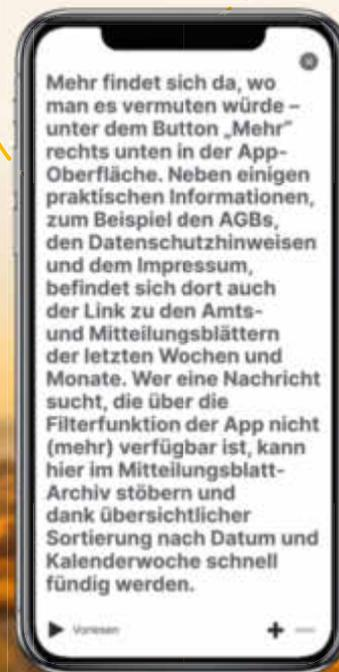 Mehr findet sich da, wo
man es vermuten würde –
unter dem Button „Mehr“
rechts unten in der App-
Oberfläche. Neben einigen
praktischen Informationen,
zum Beispiel den AGBs,
den Datenschutzhinweisen
und dem Impressum,
befindet sich dort auch
der Link zu den Amts-
und Mitteilungsblättern
der letzten Wochen und
Monate. Wer eine Nachricht
sucht, die über die
Filterfunktion der App nicht
(mehr) verfügbar ist, kann
hier im Mitteilungsblatt-
Archiv stöbern und
dank übersichtlicher
Sortierung nach Datum und
Kalenderwoche schnell
fündig werden.
Vorlesen